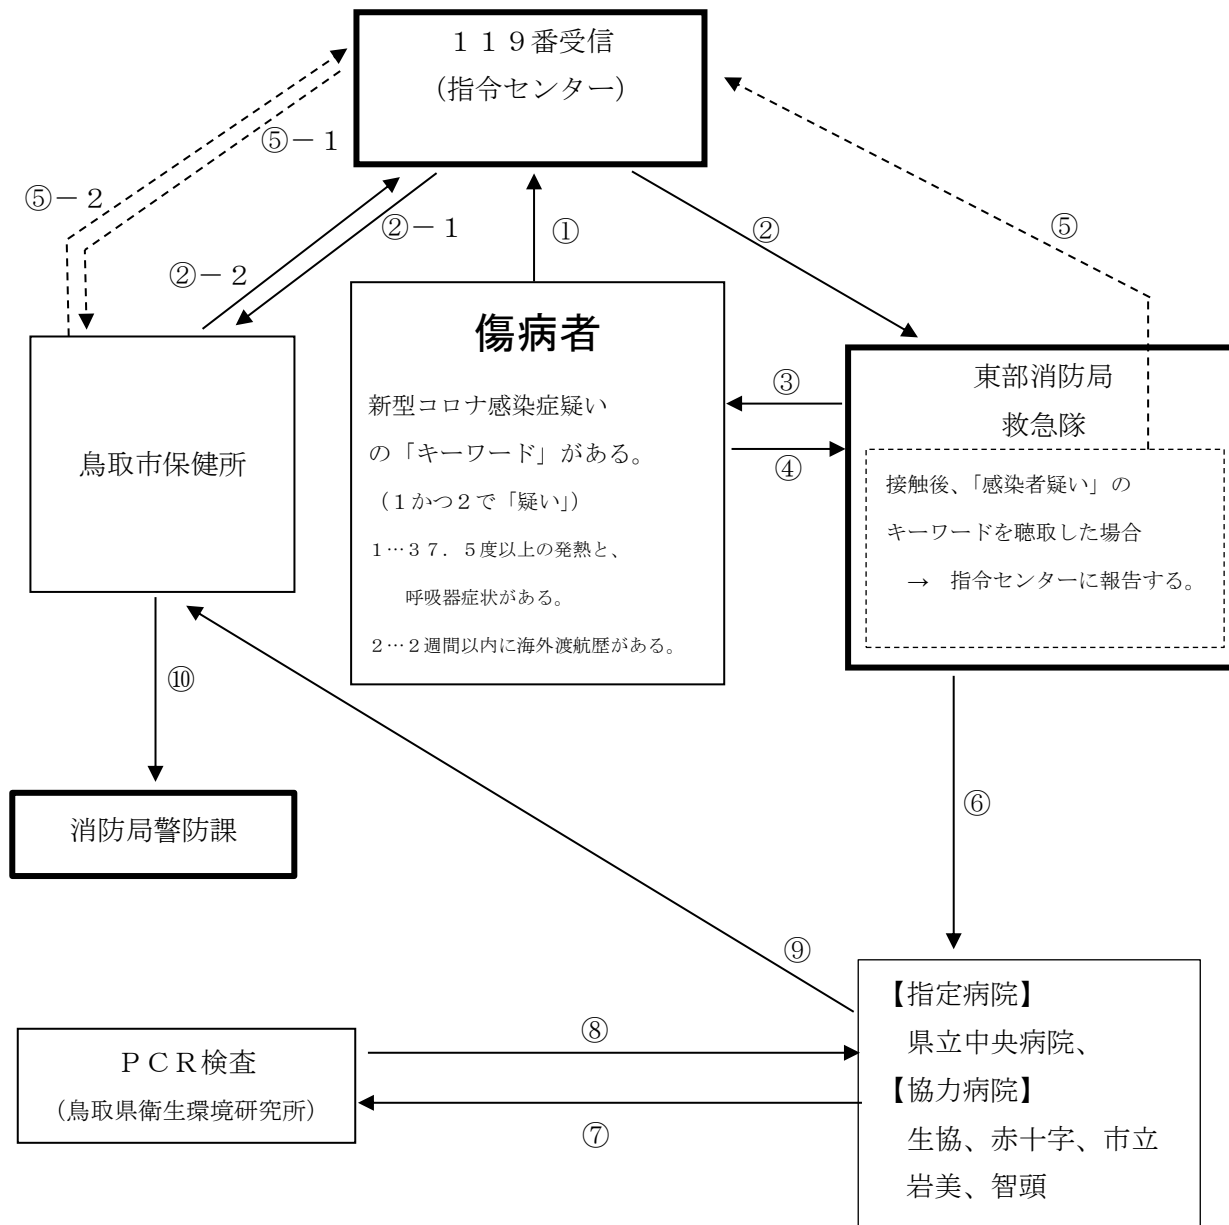 １１９番受信
（指令センター）
⑤－１
⑤－２
②－１
①
②
⑤
②－２
傷病者
新型コロナ感染症疑い
の「キーワード」がある。
（１かつ２で「疑い」）
１…３７．５度以上の発熱と、
呼吸器症状がある。
２…２週間以内に海外渡航歴がある。
③
④
東部消防局
救急隊
接触後、「感染者疑い」の
キーワードを聴取した場合
→　指令センターに報告する。
鳥取市保健所
⑩
消防局警防課
⑥
⑨
【指定病院】
県立中央病院、
【協力病院】
生協、赤十字、市立
岩美、智頭
⑧
ＰＣＲ検査
（鳥取県衛生環境研究所）
⑦